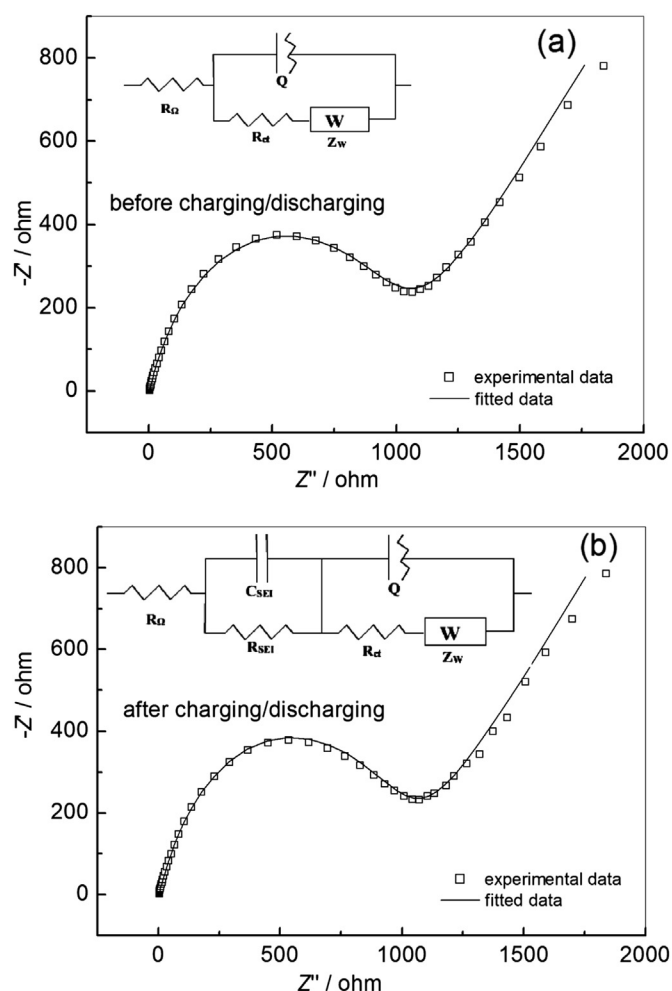 (a)
Q
RΩ
Rct
W
Zw
before charging/discharging
800
600
400
200
0
-Z' / ohm
experimental data
fitted data
0 500 1000 1500 2000
Z" / ohm
(b)
CSEI
Q
RΩ
RSEI
Rct
W
Zw
after charging/discharging
800
600
400
200
0
-Z' / ohm
experimental data
fitted data
0 500 1000 1500 2000
Z" / ohm